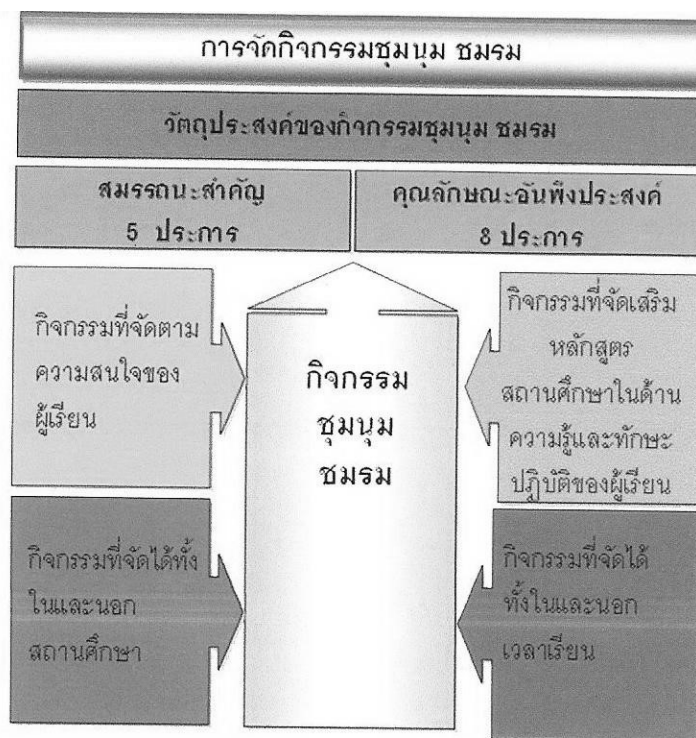 การจัดกิจกรรมชุมนุม ชมรม
วัตถุประสงค์ของกิจกรรมชุมนุม ชมรม
สมรรถนะสำคัญ
5 ประการ
คุณลักษณะอันพึงประสงค์
8 ประการ
กิจกรรมที่จัดตาม
ความสนใจของ
ผู้เรียน
กิจกรรม
ชุมนุม
ชมรม
กิจกรรมที่จัดเสริม
หลักสูตร
สถานศึกษาในด้าน
ความรู้และทักษะ
ปฏิบัติของผู้เรียน
กิจกรรมที่จัดได้ทั้ง
ในและนอก
สถานศึกษา
กิจกรรมที่จัดได้
ทั้งในและนอก
เวลาเรียน